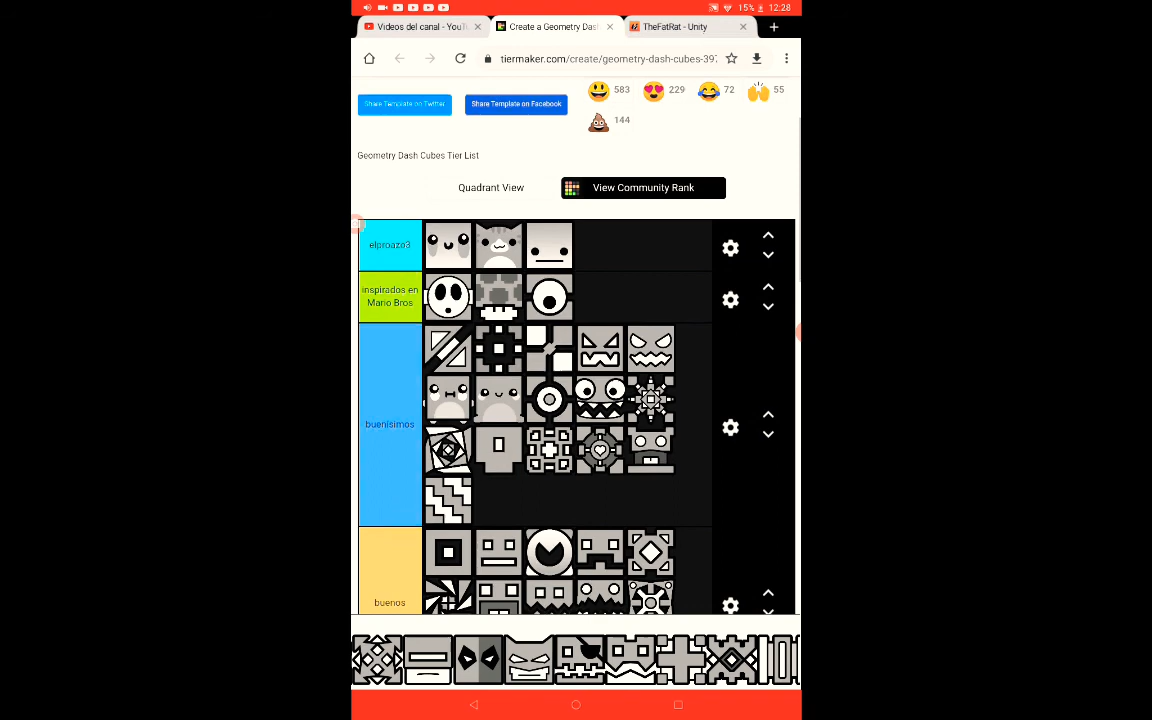 15% 12:28
Videos del canal - YouTu
Create a Geometry Dash
TheFatRat - Unity
tiermaker.com/create/geometry-dash-cubes-397
Share Template on Twitter
Share Template on Facebook
583
229
72
55
144
Geometry Dash Cubes Tier List
Quadrant View
View Community Rank
elproazo3
inspirados en
Mario Bros
buenísimos
buenos